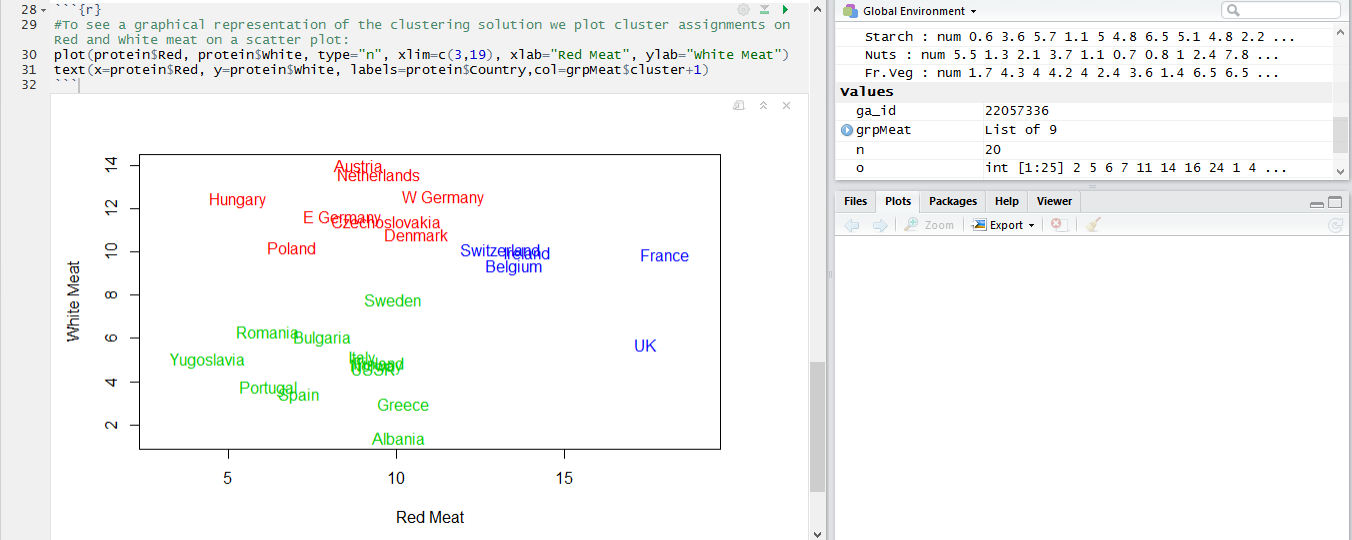 28 ```{r}
29 #To see a graphical representation of the clustering solution we plot cluster assignments on
Red and White meat on a scatter plot:
30 plot(protein$Red, protein$White, type="n", xlim=c(3,19), xlab="Red Meat", ylab="White Meat")
31 text(x=protein$Red, y=protein$White, labels=protein$Country,col=grpMeat$cluster+1)
32 ```
White Meat
14
12
10
8
6
4
2
Austria
Netherlands
Hungary
W Germany
E Germany
Czechoslovakia
Denmark
Poland
Switzerland
Ireland
France
Belgium
Sweden
Romania
Bulgaria
UK
Yugoslavia
Italy
USSR
Portugal
Spain
Greece
Albania
5
10
15
Red Meat
Global Environment
Starch : num 0.6 3.6 5.7 1.1 5 4.8 6.5 5.1 4.8 2.2 ...
Nuts : num 5.5 1.3 2.1 3.7 1.1 0.7 0.8 1 2.4 7.8 ...
Fr.Veg : num 1.7 4.3 4 4.2 4 2.4 3.6 1.4 6.5 6.5 ...
Values
ga_id 22057336
grpMeat List of 9
n 20
o int [1:25] 2 5 6 7 11 14 16 24 1 4 ...
Files Plots Packages Help Viewer
Zoom Export